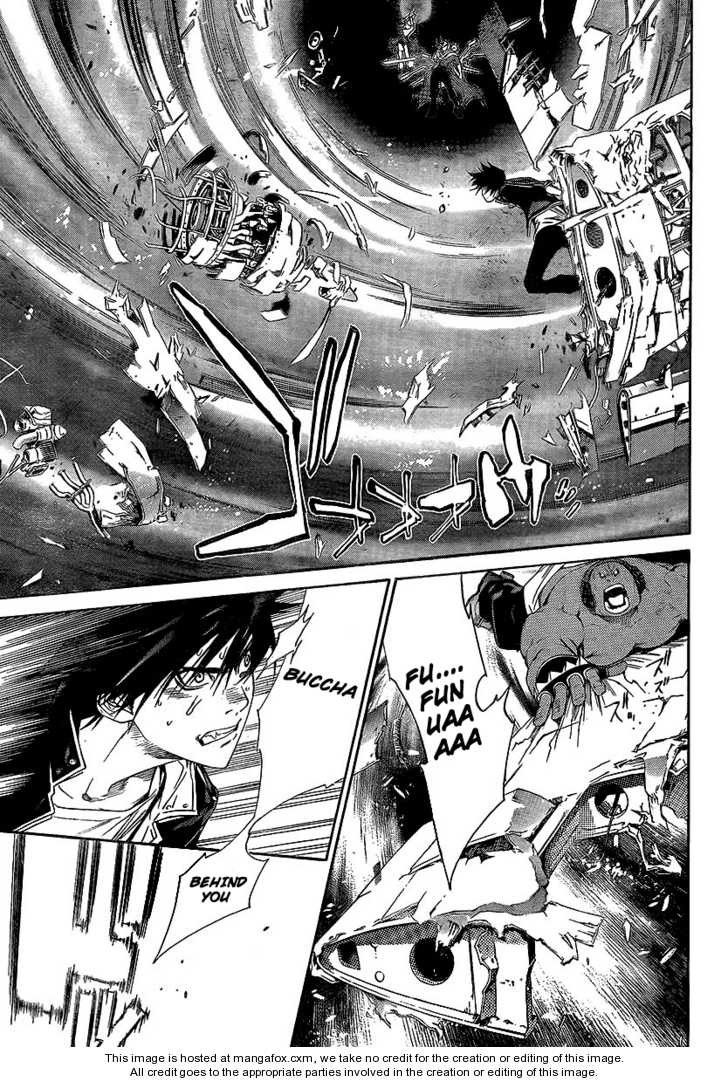 FU....
FUN
UAA
AAA
BUCCHA
BEHIND
YOU
This image is hosted at mangafox.com, we take no credit for the creation or editing of this image.
All credit goes to the appropriate parties involved in the creation or editing of this image.